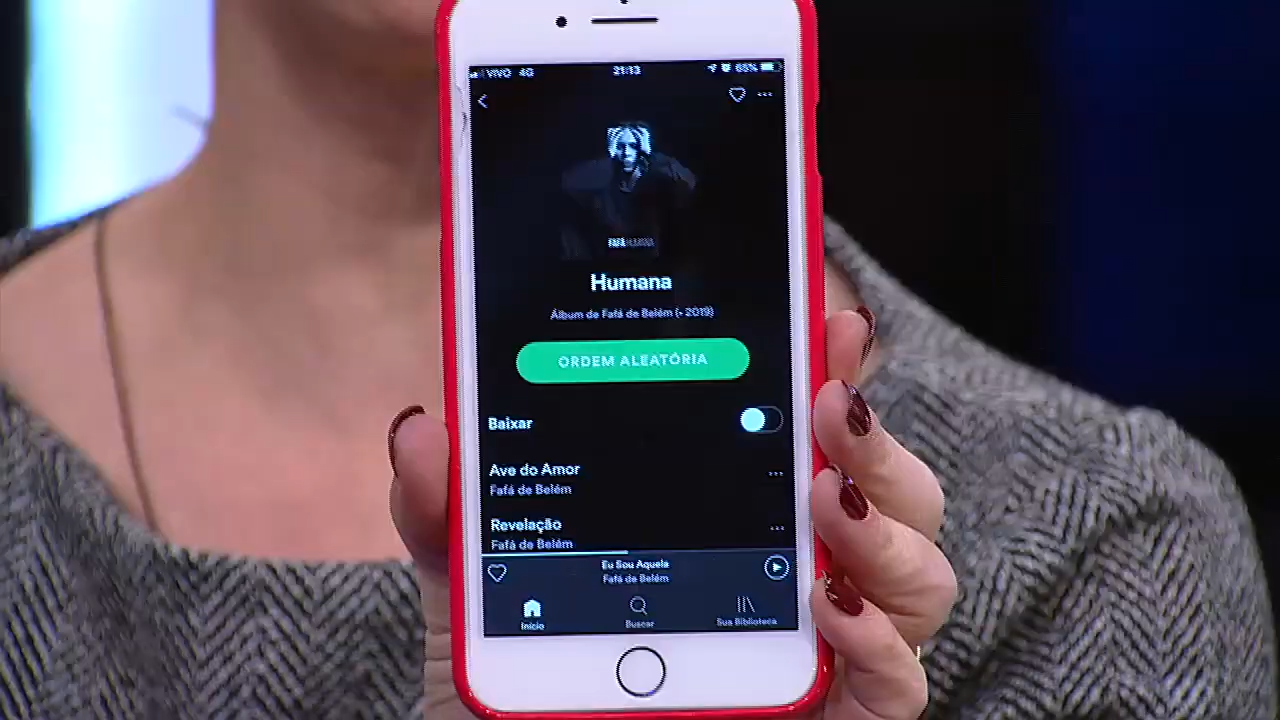 VIVO 4G 21:13 65%
Humana
Álbum de Fafá de Belém (• 2019)
ORDEM ALEATÓRIA
Baixar
Ave do Amor
Fafá de Belém
Revelação
Fafá de Belém
Eu Sou Aquela
Fafá de Belém
Início Buscar Sua Biblioteca